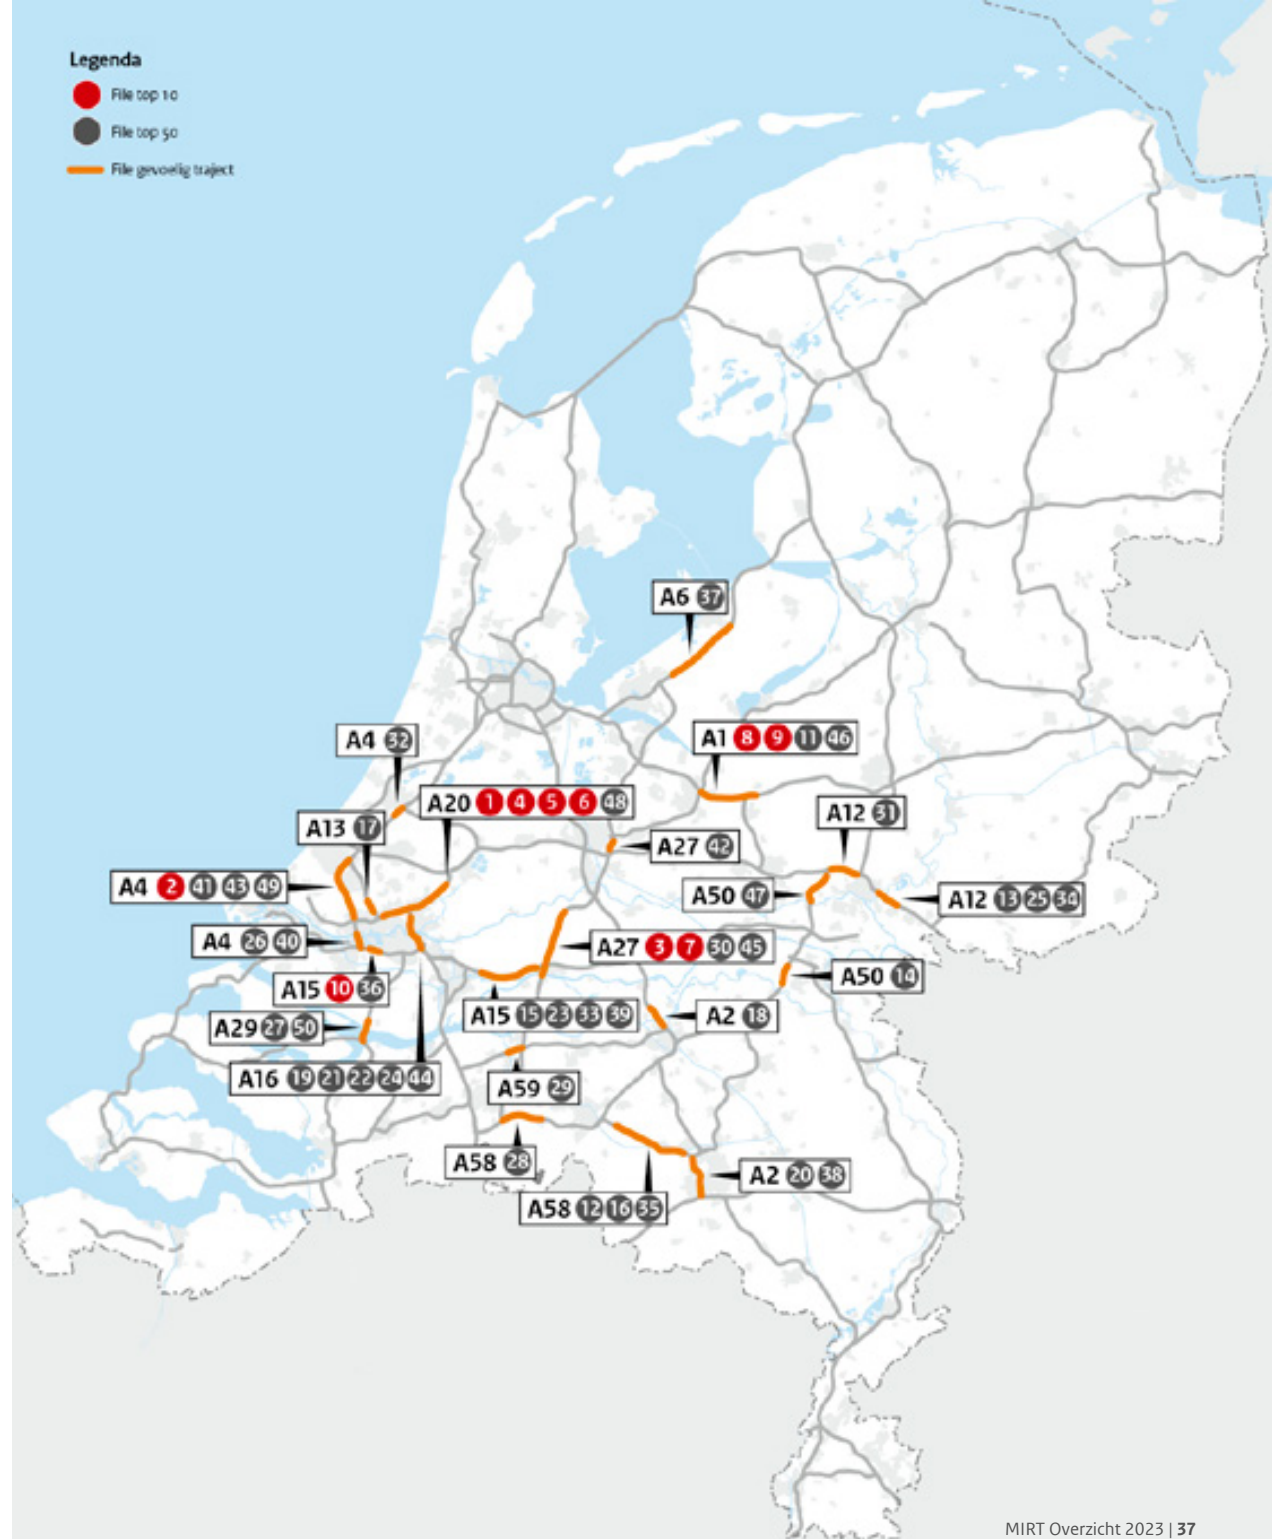 Legenda
File top 10
File top 50
File gevoelig traject
A6 37
A4 32
A1 8 9 11 46
A20 1 4 5 6 48
A12 31
A13 17
A27 42
A4 2 41 43 49
A50 47
A12 13 25 34
A4 26 40
A27 3 7 30 45
A50 14
A15 10 36
A15 15 23 33 39
A2 18
A29 27 50
A16 19 21 22 24 44
A59 29
A58 28
A2 20 38
A58 12 16 35
MIRT Overzicht 2023 | 37